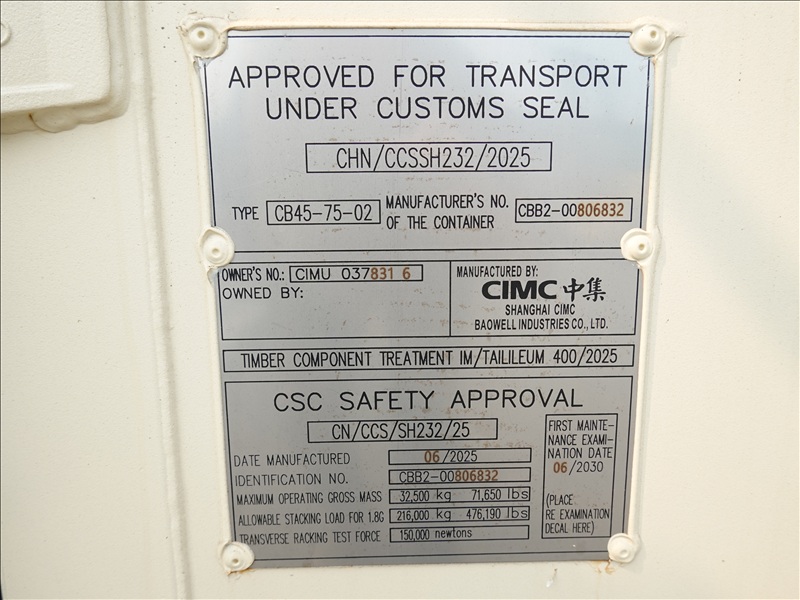 APPROVED FOR TRANSPORT
UNDER CUSTOMS SEAL
CHN/CCSSH232/2025
TYPE CB45-75-02 MANUFACTURER'S NO. OF THE CONTAINER CBB2-00806832
OWNER'S NO.: CIMU 037831 6
OWNED BY:
MANUFACTURED BY:
CIMC 中集
SHANGHAI CIMC
BAOWELL INDUSTRIES CO., LTD.
TIMBER COMPONENT TREATMENT IM/TAILILEUM 400/2025
CSC SAFETY APPROVAL
CN/CCS/SH232/25
DATE MANUFACTURED 06/2025
IDENTIFICATION NO. CBB2-00806832
MAXIMUM OPERATING GROSS MASS 32,500 kg 71,650 lbs
ALLOWABLE STACKING LOAD FOR 1.8G 216,000 kg 476,190 lbs
TRANSVERSE RACKING TEST FORCE 150,000 newtons
FIRST MAINTE-
NANCE EXAMI-
NATION DATE
06/2030
(PLACE
RE EXAMINATION
DECAL HERE)